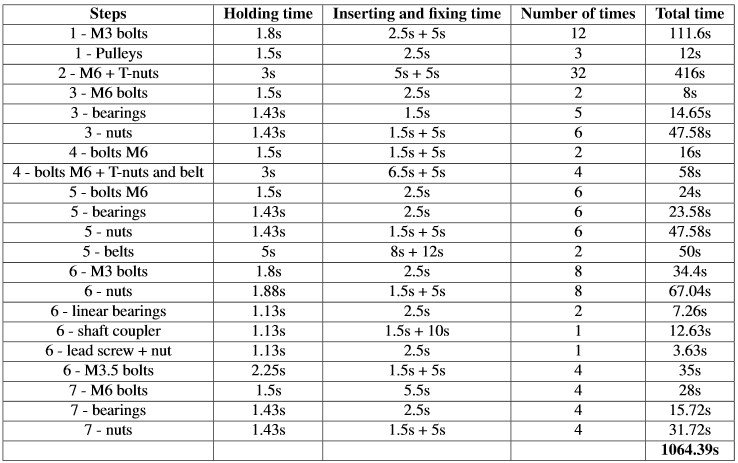 Steps Holding time Inserting and fixing time Number of times Total time
1 - M3 bolts 1.8s 2.5s + 5s 12 111.6s
1 - Pulleys 1.5s 2.5s 3 12s
2 - M6 + T-nuts 3s 5s + 5s 32 416s
3 - M6 bolts 1.5s 2.5s 2 8s
3 - bearings 1.43s 1.5s 5 14.65s
3 - nuts 1.43s 1.5s + 5s 6 47.58s
4 - bolts M6 1.5s 1.5s + 5s 2 16s
4 - bolts M6 + T-nuts and belt 3s 6.5s + 5s 4 58s
5 - bolts M6 1.5s 2.5s 6 24s
5 - bearings 1.43s 2.5s 6 23.58s
5 - nuts 1.43s 1.5s + 5s 6 47.58s
5 - belts 5s 8s + 12s 2 50s
6 - M3 bolts 1.8s 2.5s 8 34.4s
6 - nuts 1.88s 1.5s + 5s 8 67.04s
6 - linear bearings 1.13s 2.5s 2 7.26s
6 - shaft coupler 1.13s 1.5s + 10s 1 12.63s
6 - lead screw + nut 1.13s 2.5s 1 3.63s
6 - M3.5 bolts 2.25s 1.5s + 5s 4 35s
7 - M6 bolts 1.5s 5.5s 4 28s
7 - bearings 1.43s 2.5s 4 15.72s
7 - nuts 1.43s 1.5s + 5s 4 31.72s
1064.39s